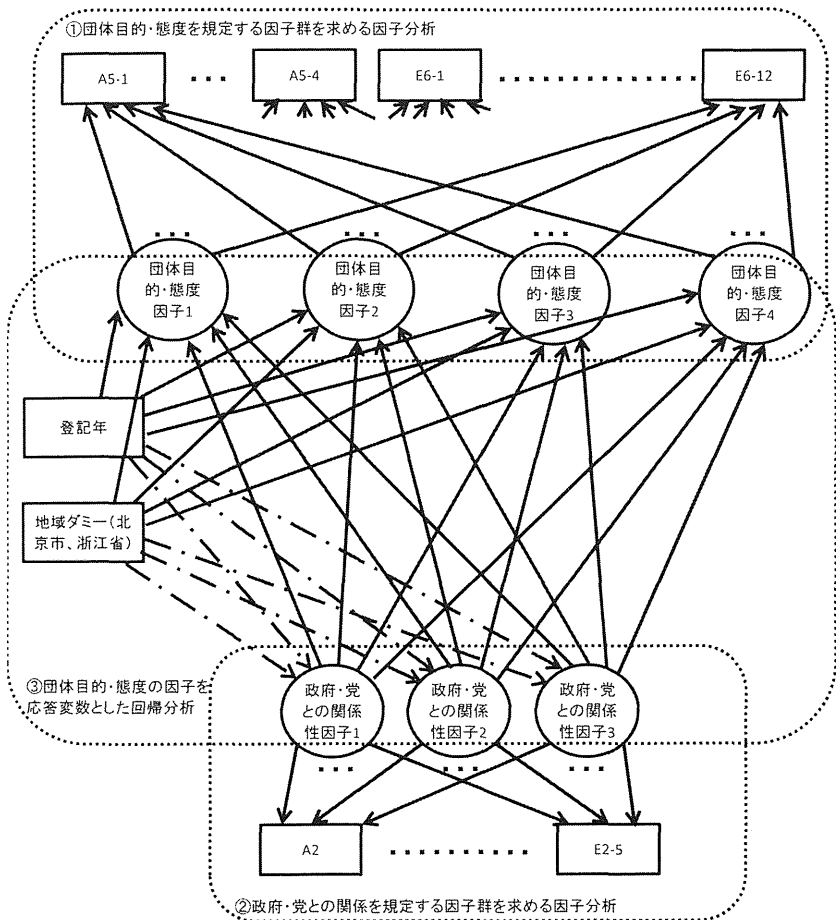 ①団体目的・態度を規定する因子群を求める因子分析
A5-1
A5-4
E6-1
E6-12
団体目
的・態度
因子1
団体目
的・態度
因子2
団体目
的・態度
因子3
団体目
的・態度
因子4
登記年
地域ダミー(北
京市、浙江省)
③団体目的・態度の因子を
応答変数とした回帰分析
政府・党
との関係
性因子1
政府・党
との関係
性因子2
政府・党
との関係
性因子3
A2
E2-5
②政府・党との関係を規定する因子群を求める因子分析